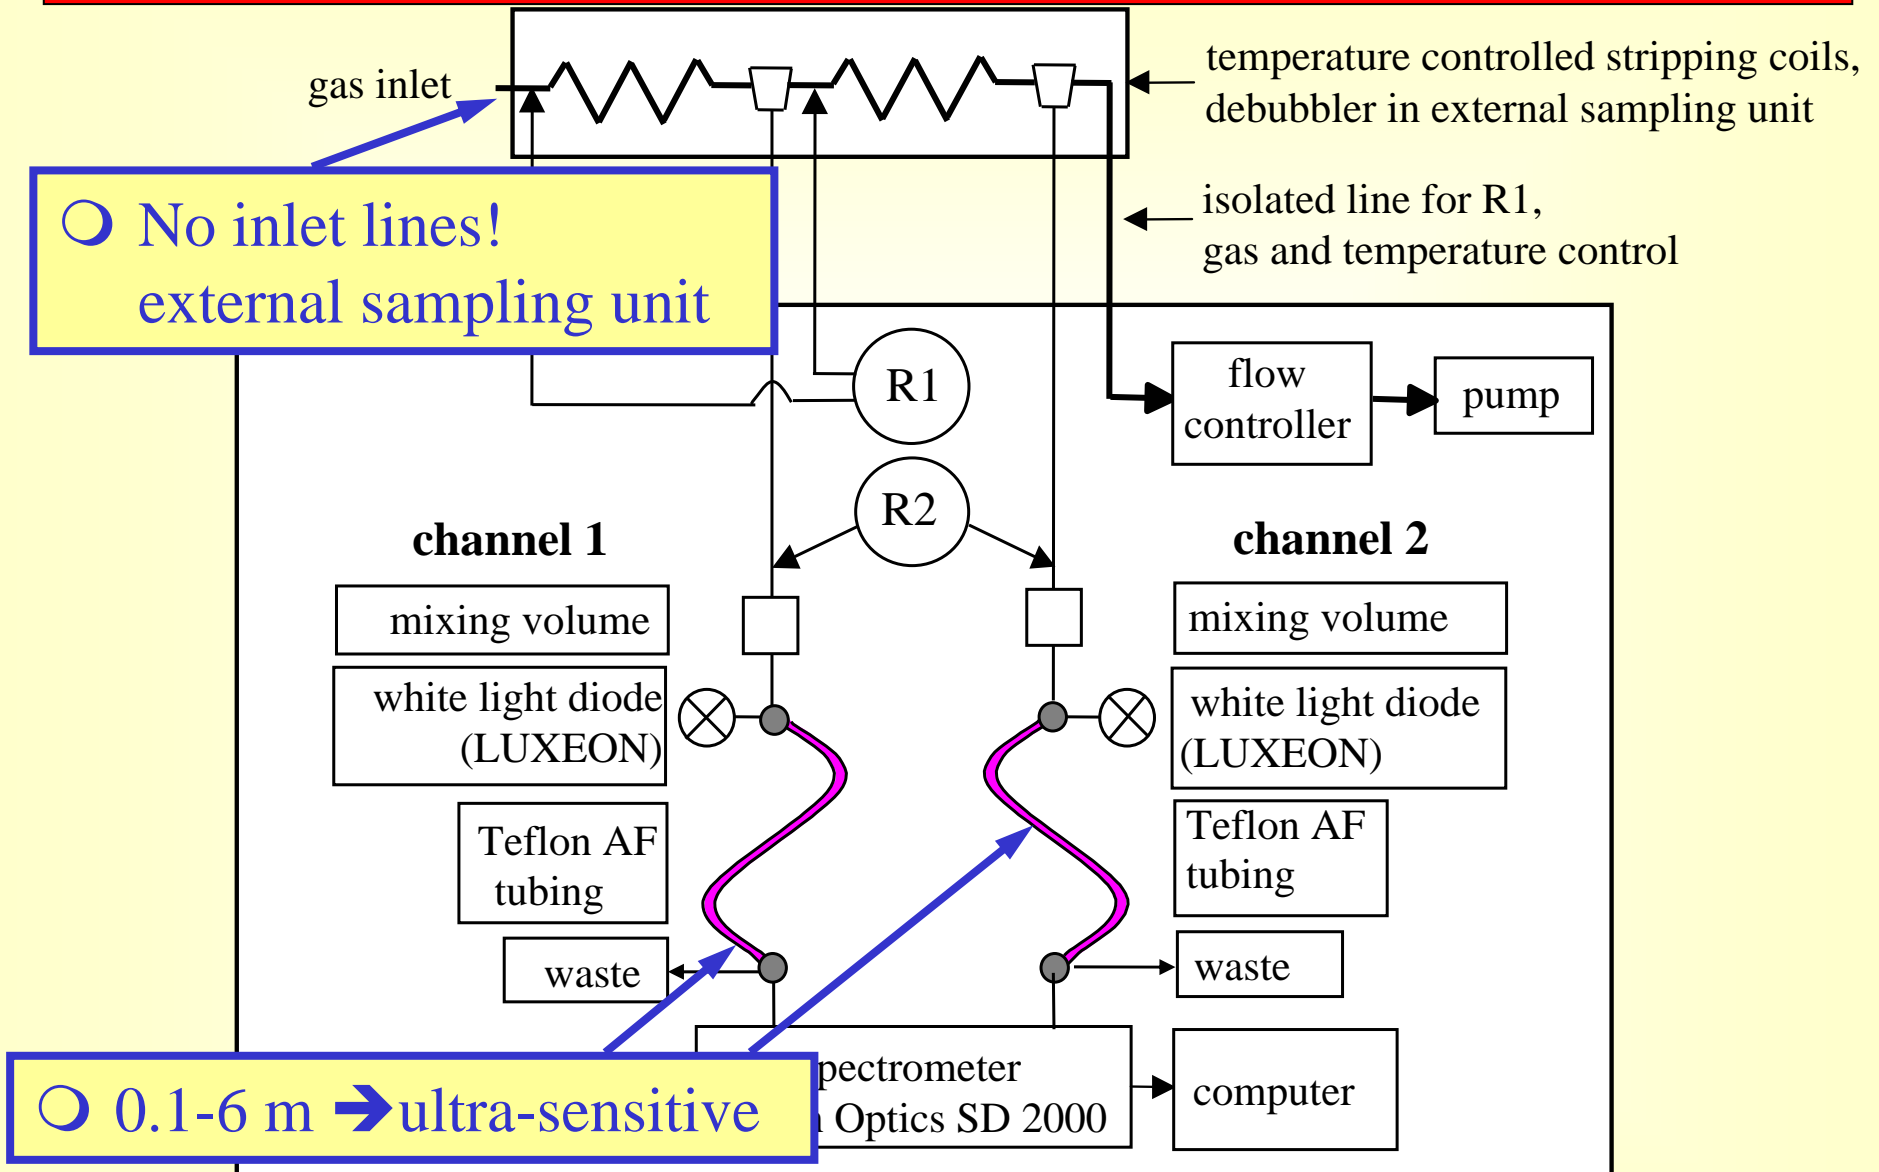 gas inlet
temperature controlled stripping coils,
debubbler in external sampling unit
isolated line for R1,
gas and temperature control
❍ No inlet lines!
external sampling unit
R1
flow
controller
pump
R2
channel 1
channel 2
mixing volume
mixing volume
white light diode
(LUXEON)
white light diode
(LUXEON)
Teflon AF
tubing
Teflon AF
tubing
waste
waste
pectrometer
Optics SD 2000
computer
❍ 0.1-6 m ➔ultra-sensitive